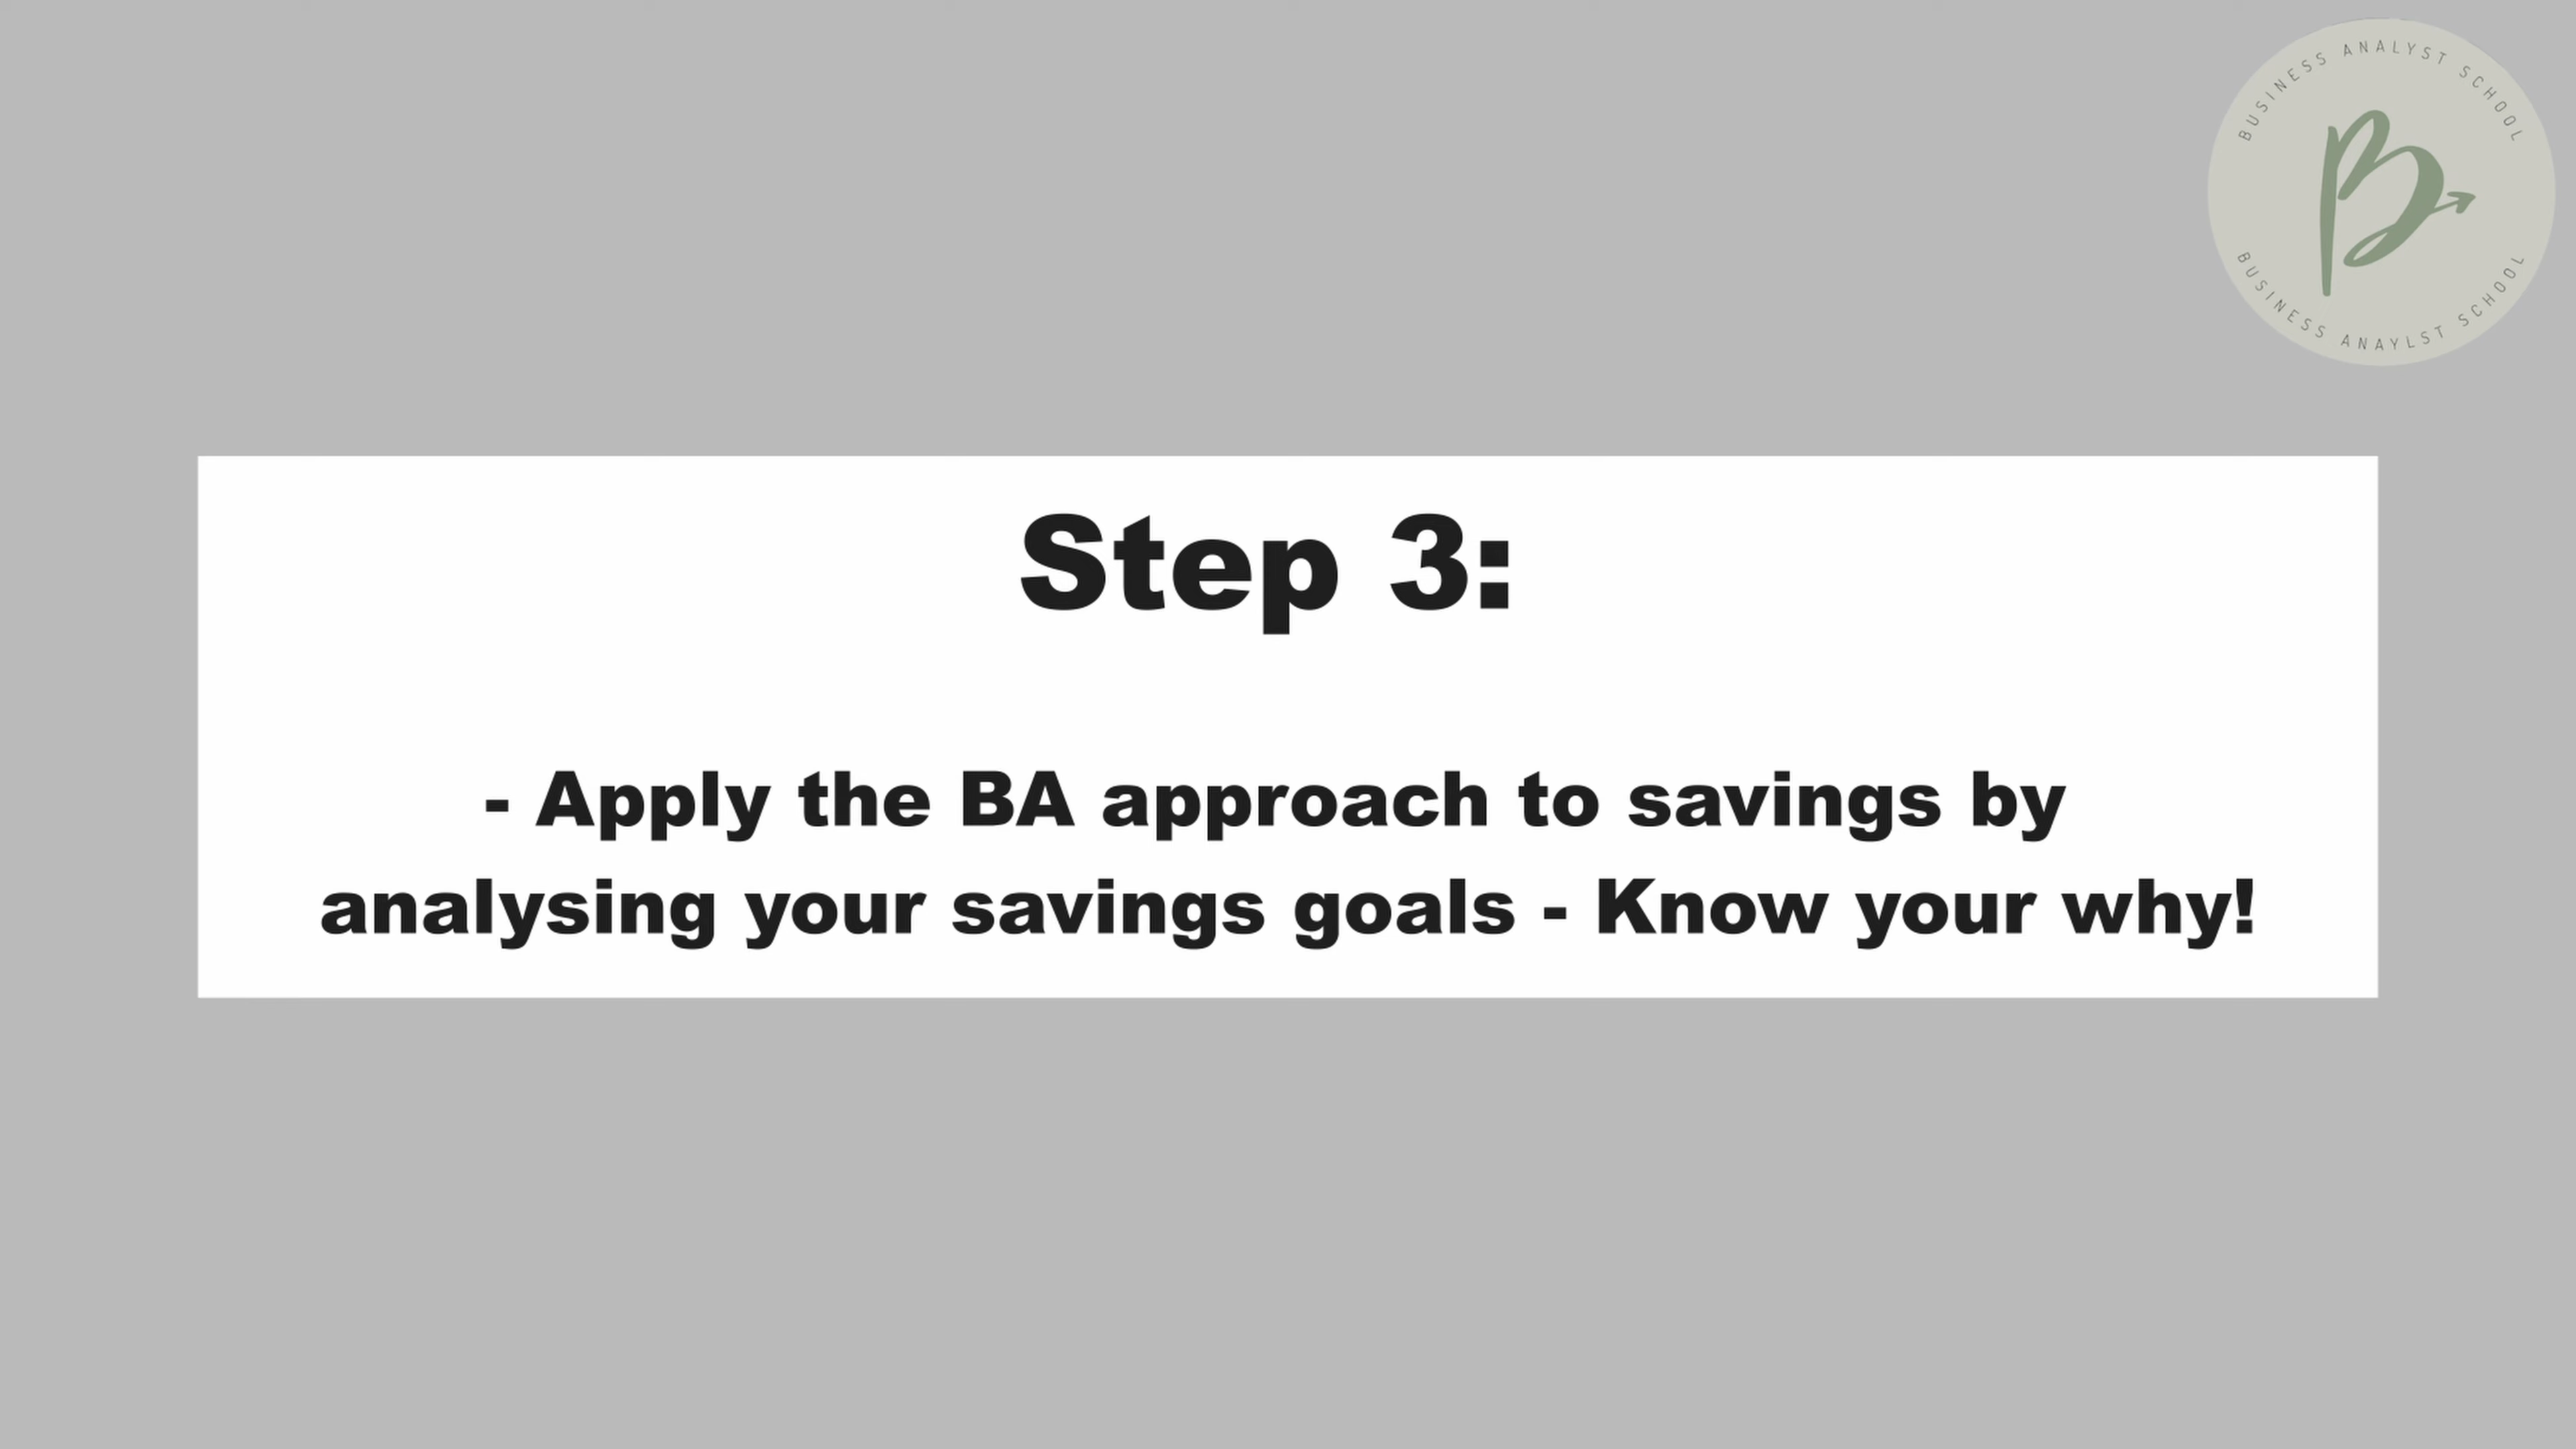 BUSINESS ANALYST SCHOOL
B
BUSINESS ANAYLST SCHOOL
Step 3:
- Apply the BA approach to savings by
analysing your savings goals - Know your why!